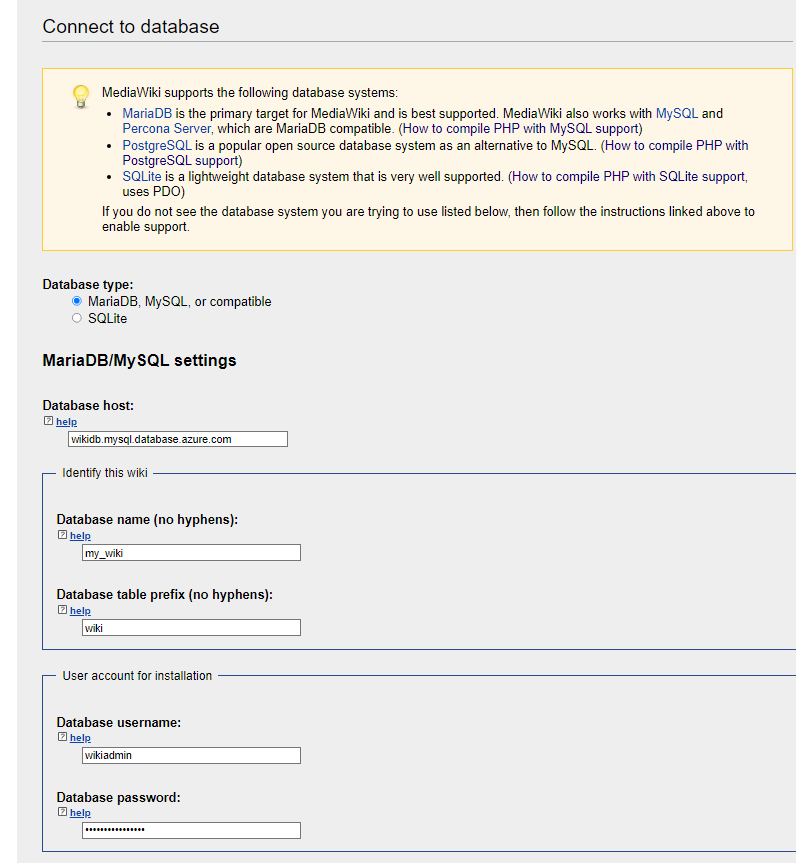 Connect to database
MediaWiki supports the following database systems:
• MariaDB is the primary target for MediaWiki and is best supported. MediaWiki also works with MySQL and
Percona Server, which are MariaDB compatible. (How to compile PHP with MySQL support)
• PostgreSQL is a popular open source database system as an alternative to MySQL. (How to compile PHP with
PostgreSQL support)
• SQLite is a lightweight database system that is very well supported. (How to compile PHP with SQLite support,
uses PDO)
If you do not see the database system you are trying to use listed below, then follow the instructions linked above to
enable support.
Database type:
MariaDB, MySQL, or compatible
SQLite
MariaDB/MySQL settings
Database host:
? help
wikidb.mysql.database.azure.com
Identify this wiki
Database name (no hyphens):
? help
my_wiki
Database table prefix (no hyphens):
? help
wiki
User account for installation
Database username:
? help
wikiadmin
Database password:
? help
••••••••••••••••